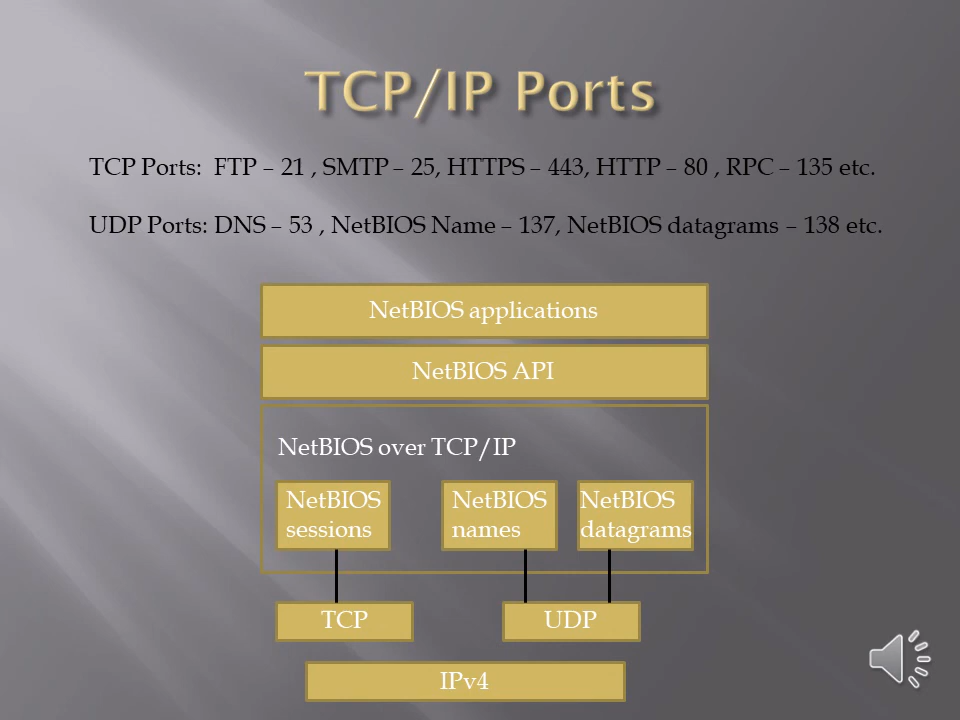 TCP/IP Ports
TCP Ports:  FTP – 21 , SMTP – 25, HTTPS – 443, HTTP – 80 , RPC – 135 etc.
UDP Ports: DNS – 53 , NetBIOS Name – 137, NetBIOS datagrams – 138 etc.
NetBIOS applications
NetBIOS API
NetBIOS over TCP/IP
NetBIOS
sessions
NetBIOS
names
NetBIOS
datagrams
TCP
UDP
IPv4